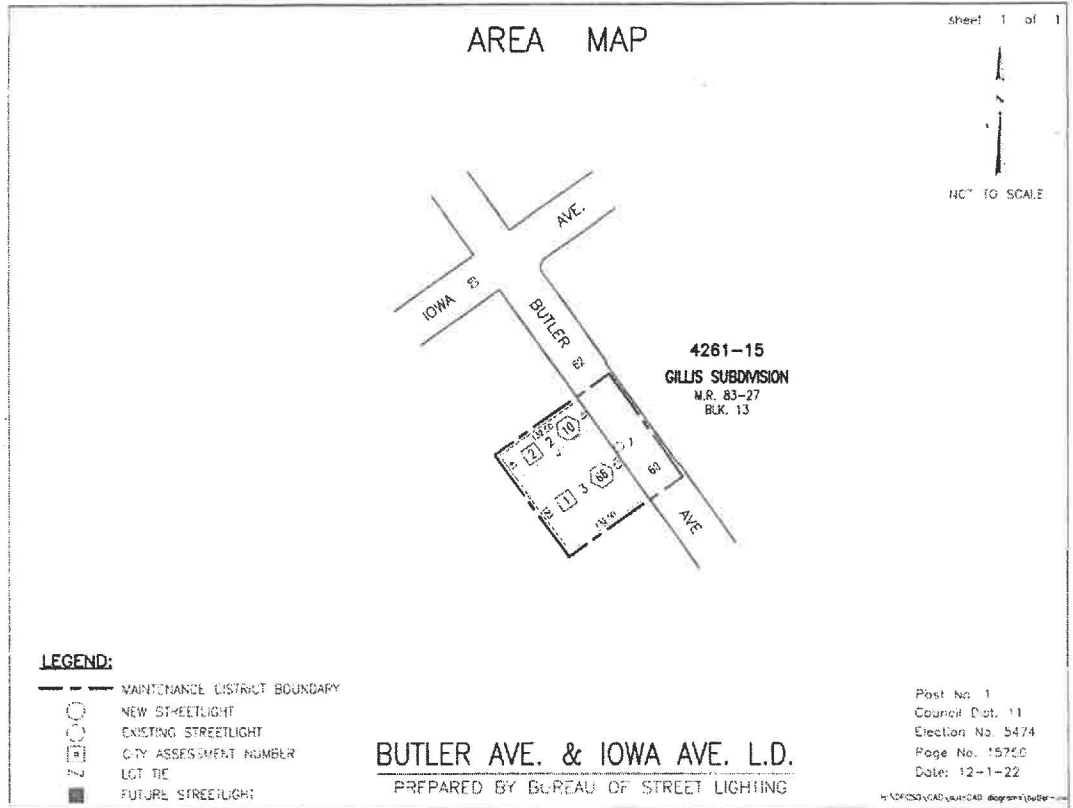 sheet 1 of 1
AREA MAP
NOT TO SCALE
AVE.
IOWA
BUTLER
62
4261-15
GILLIS SUBDIVISION
M.R. 83-27
BLK. 13
2 2 10
1 3 66
60
AVE
LEGEND:
MAINTENANCE DISTRICT BOUNDARY
NEW STREETLIGHT
EXISTING STREETLIGHT
CITY ASSESSMENT NUMBER
LOT TIE
FUTURE STREETLIGHT
BUTLER AVE. & IOWA AVE. L.D.
PREPARED BY BUREAU OF STREET LIGHTING
Post No. 1
Council Dist. 11
Election No. 5474
Page No.
Date: 12-1-22